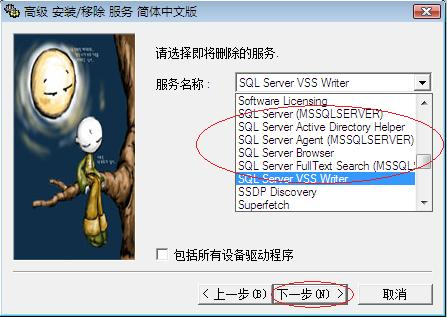 高级 安装/移除 服务 简体中文版
请选择即将删除的服务.
服务名称:
SQL Server VSS Writer
Software Licensing
SQL Server (MSSQLSERVER)
SQL Server Active Directory Helper
SQL Server Agent (MSSQLSERVER)
SQL Server Browser
SQL Server FullText Search (MSSQL
SQL Server VSS Writer
SSDP Discovery
Superfetch
包括所有设备驱动程序
< 上一步(B)
下一步(N) >
取消